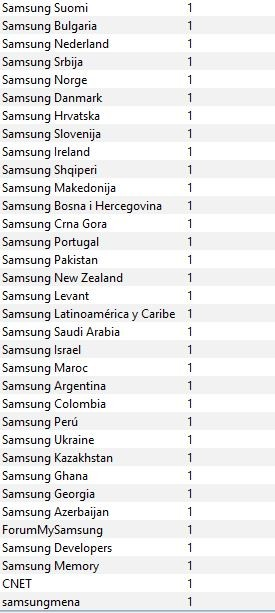 Samsung Suomi 1
Samsung Bulgaria 1
Samsung Nederland 1
Samsung Srbija 1
Samsung Norge 1
Samsung Danmark 1
Samsung Hrvatska 1
Samsung Slovenija 1
Samsung Ireland 1
Samsung Shqiperi 1
Samsung Makedonija 1
Samsung Bosna i Hercegovina 1
Samsung Crna Gora 1
Samsung Portugal 1
Samsung Pakistan 1
Samsung New Zealand 1
Samsung Levant 1
Samsung Latinoamérica y Caribe 1
Samsung Saudi Arabia 1
Samsung Israel 1
Samsung Maroc 1
Samsung Argentina 1
Samsung Colombia 1
Samsung Perú 1
Samsung Ukraine 1
Samsung Kazakhstan 1
Samsung Ghana 1
Samsung Georgia 1
Samsung Azerbaijan 1
ForumMySamsung 1
Samsung Developers 1
Samsung Memory 1
CNET 1
samsungmena 1